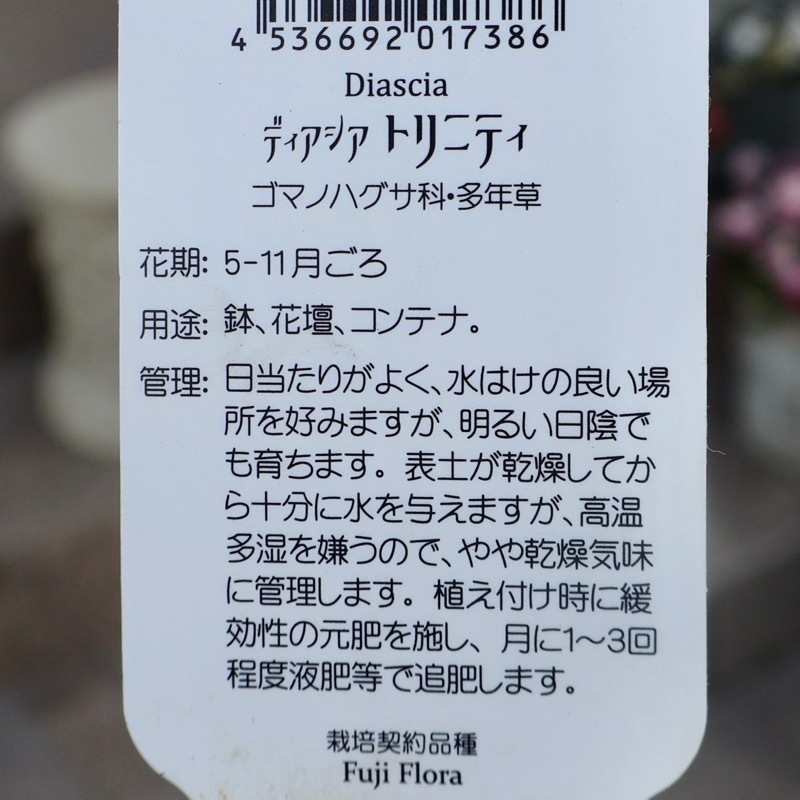 4 536692 017386
Diascia
ディアシア トリニティ
ゴマノハグサ科・多年草
花期: 5-11月ごろ
用途: 鉢、花壇、コンテナ。
管理: 日当たりがよく、水はけの良い場
所を好みますが、明るい日陰で
も育ちます。表土が乾燥してか
ら十分に水を与えますが、高温
多湿を嫌うので、やや乾燥気味
に管理します。植え付け時に緩
効性の元肥を施し、月に1〜3回
程度液肥等で追肥します。
栽培契約品種
Fuji Flora